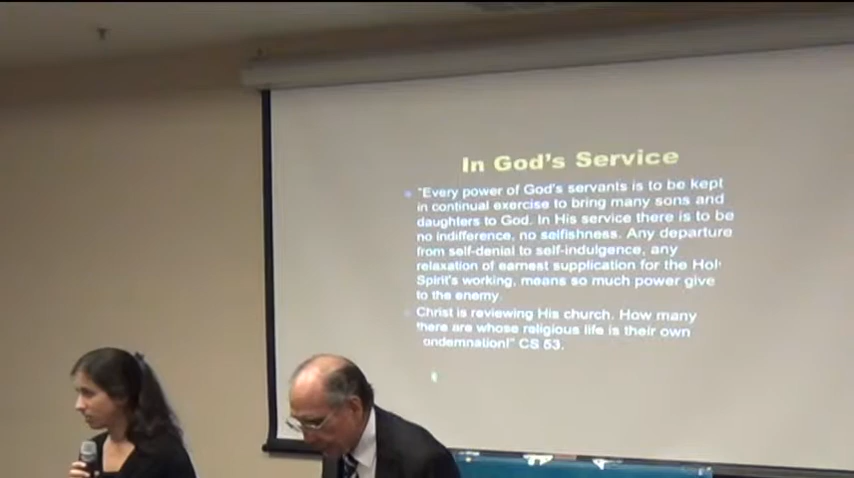 In God's Service
"Every power of God's servants is to be kept
in continual exercise to bring many sons and
daughters to God. In His service there is to be
no indifference, no selfishness. Any departure
from self-denial to self-indulgence, any
relaxation of earnest supplication for the Hol
Spirit's working, means so much power give
to the enemy.
Christ is reviewing His church. How many
there are whose religious life is their own
ondemnation!" CS 53.